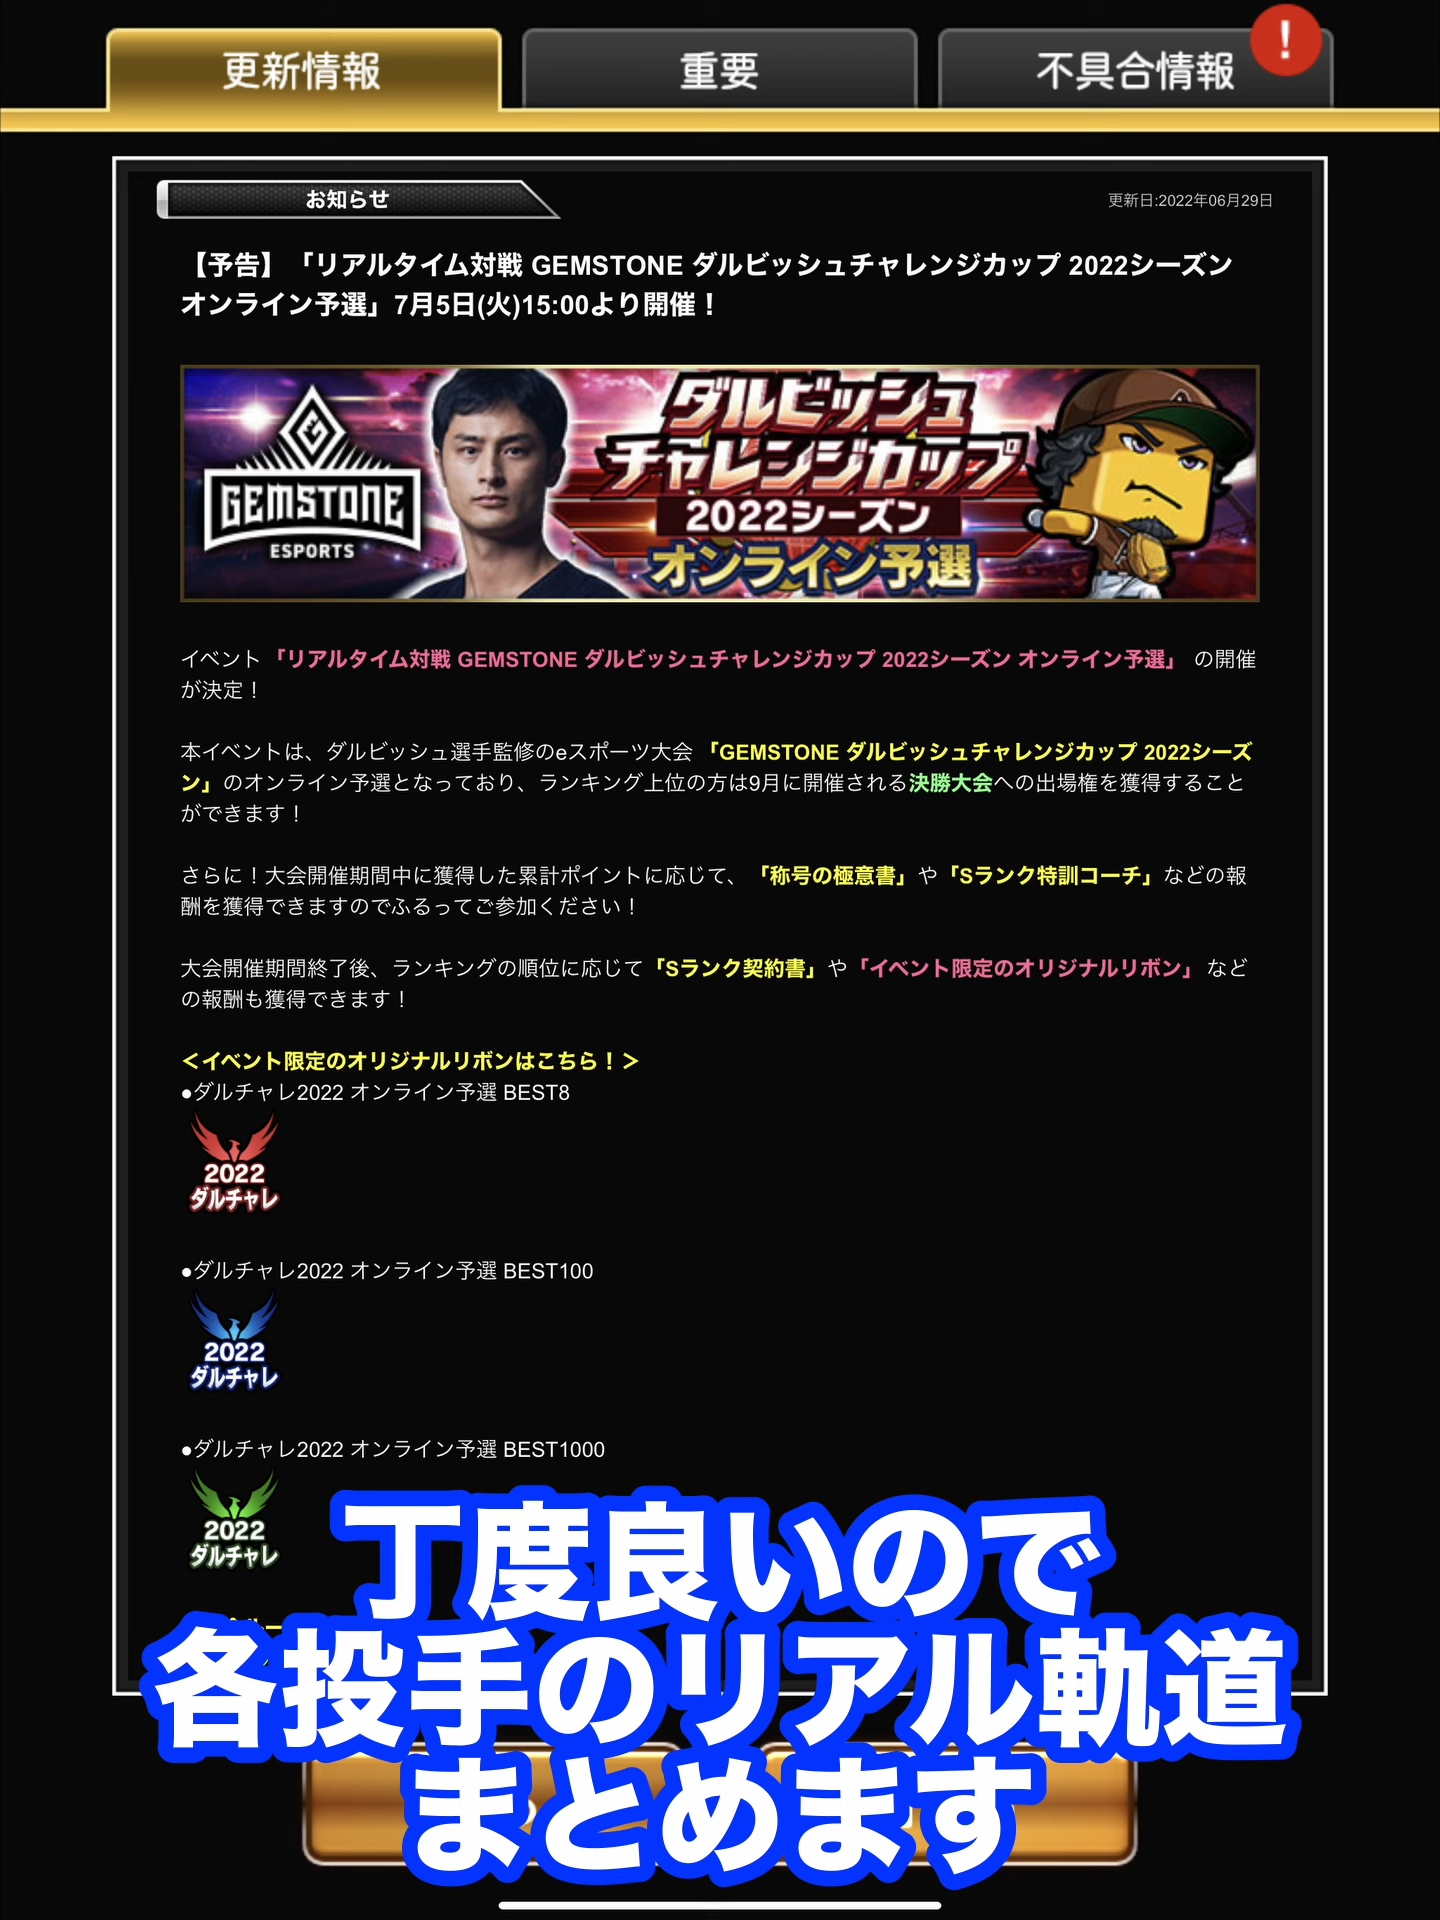 更新情報
重要
不具合情報
!
お知らせ
更新日:2022年06月29日
【予告】「リアルタイム対戦 GEMSTONE ダルビッシュチャレンジカップ 2022シーズン
オンライン予選」7月5日(火)15:00より開催！
GEMSTONE
ESPORTS
ダルビッシュ
チャレンジカップ
2022シーズン
オンライン予選
イベント「リアルタイム対戦 GEMSTONE ダルビッシュチャレンジカップ 2022シーズン オンライン予選」 の開催
が決定！
本イベントは、ダルビッシュ選手監修のeスポーツ大会「GEMSTONE ダルビッシュチャレンジカップ 2022シーズ
ン」のオンライン予選となっており、ランキング上位の方は9月に開催される決勝大会への出場権を獲得すること
ができます！
さらに！大会開催期間中に獲得した累計ポイントに応じて、「称号の極意書」や「Sランク特訓コーチ」などの報
酬を獲得できますのでふるってご参加ください！
大会開催期間終了後、ランキングの順位に応じて「Sランク契約書」や「イベント限定のオリジナルリボン」 など
の報酬も獲得できます！
＜イベント限定のオリジナルリボンはこちら！＞
●ダルチャレ2022 オンライン予選 BEST8
2022
ダルチャレ
●ダルチャレ2022 オンライン予選 BEST100
2022
ダルチャレ
●ダルチャレ2022 オンライン予選 BEST1000
2022
ダルチャレ
丁度良いので
各投手のリアル軌道
まとめます